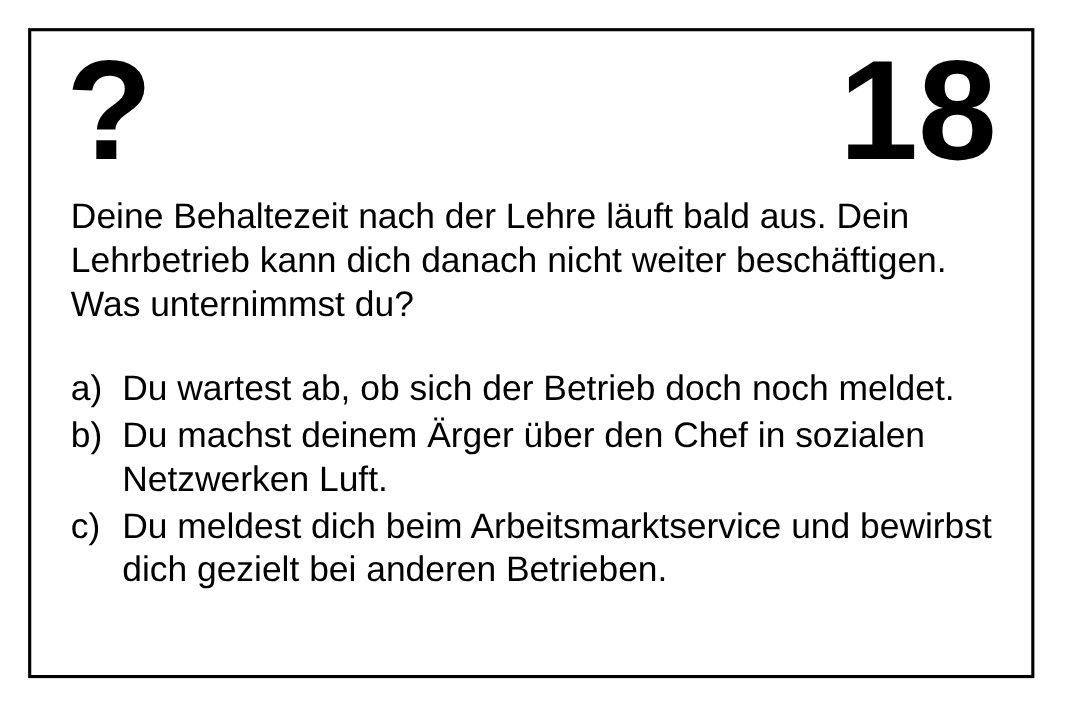 ? 18
Deine Behaltezeit nach der Lehre läuft bald aus. Dein
Lehrbetrieb kann dich danach nicht weiter beschäftigen.
Was unternimmst du?
a) Du wartest ab, ob sich der Betrieb doch noch meldet.
b) Du machst deinem Ärger über den Chef in sozialen
Netzwerken Luft.
c) Du meldest dich beim Arbeitsmarktservice und bewirbst
dich gezielt bei anderen Betrieben.